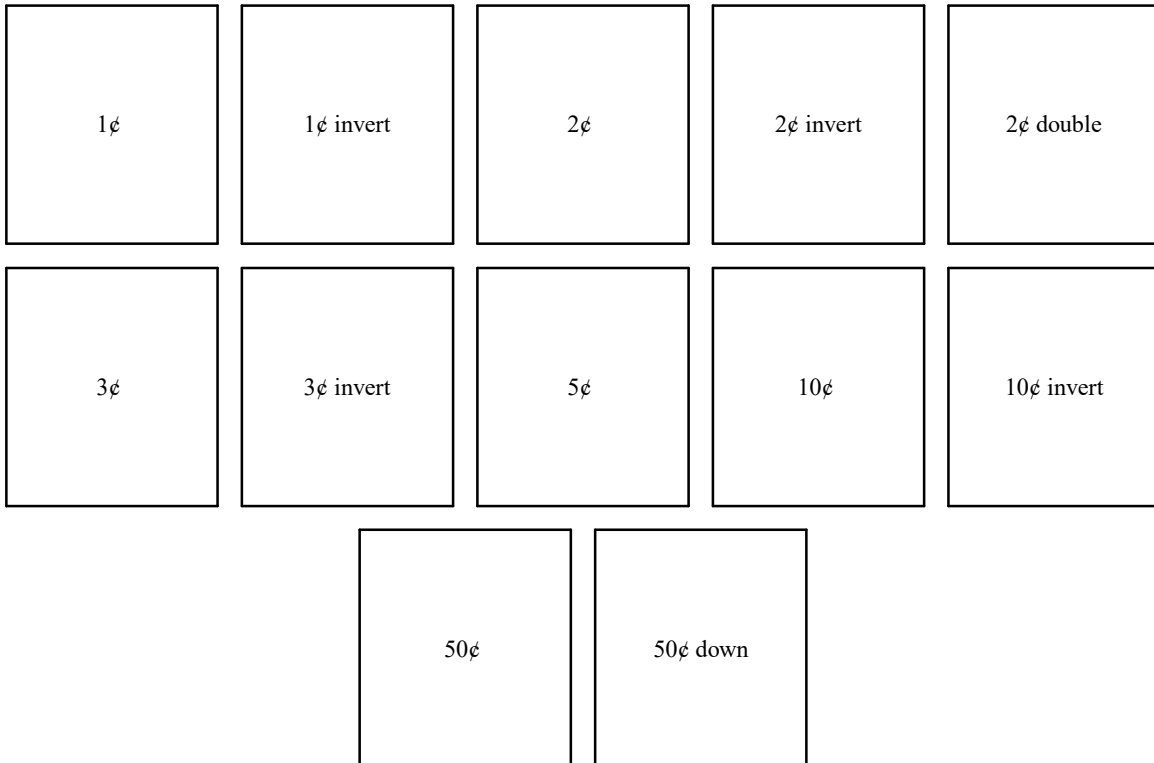 1¢
1¢ invert
2¢
2¢ invert
2¢ double
3¢
3¢ invert
5¢
10¢
10¢ invert
50¢
50¢ down